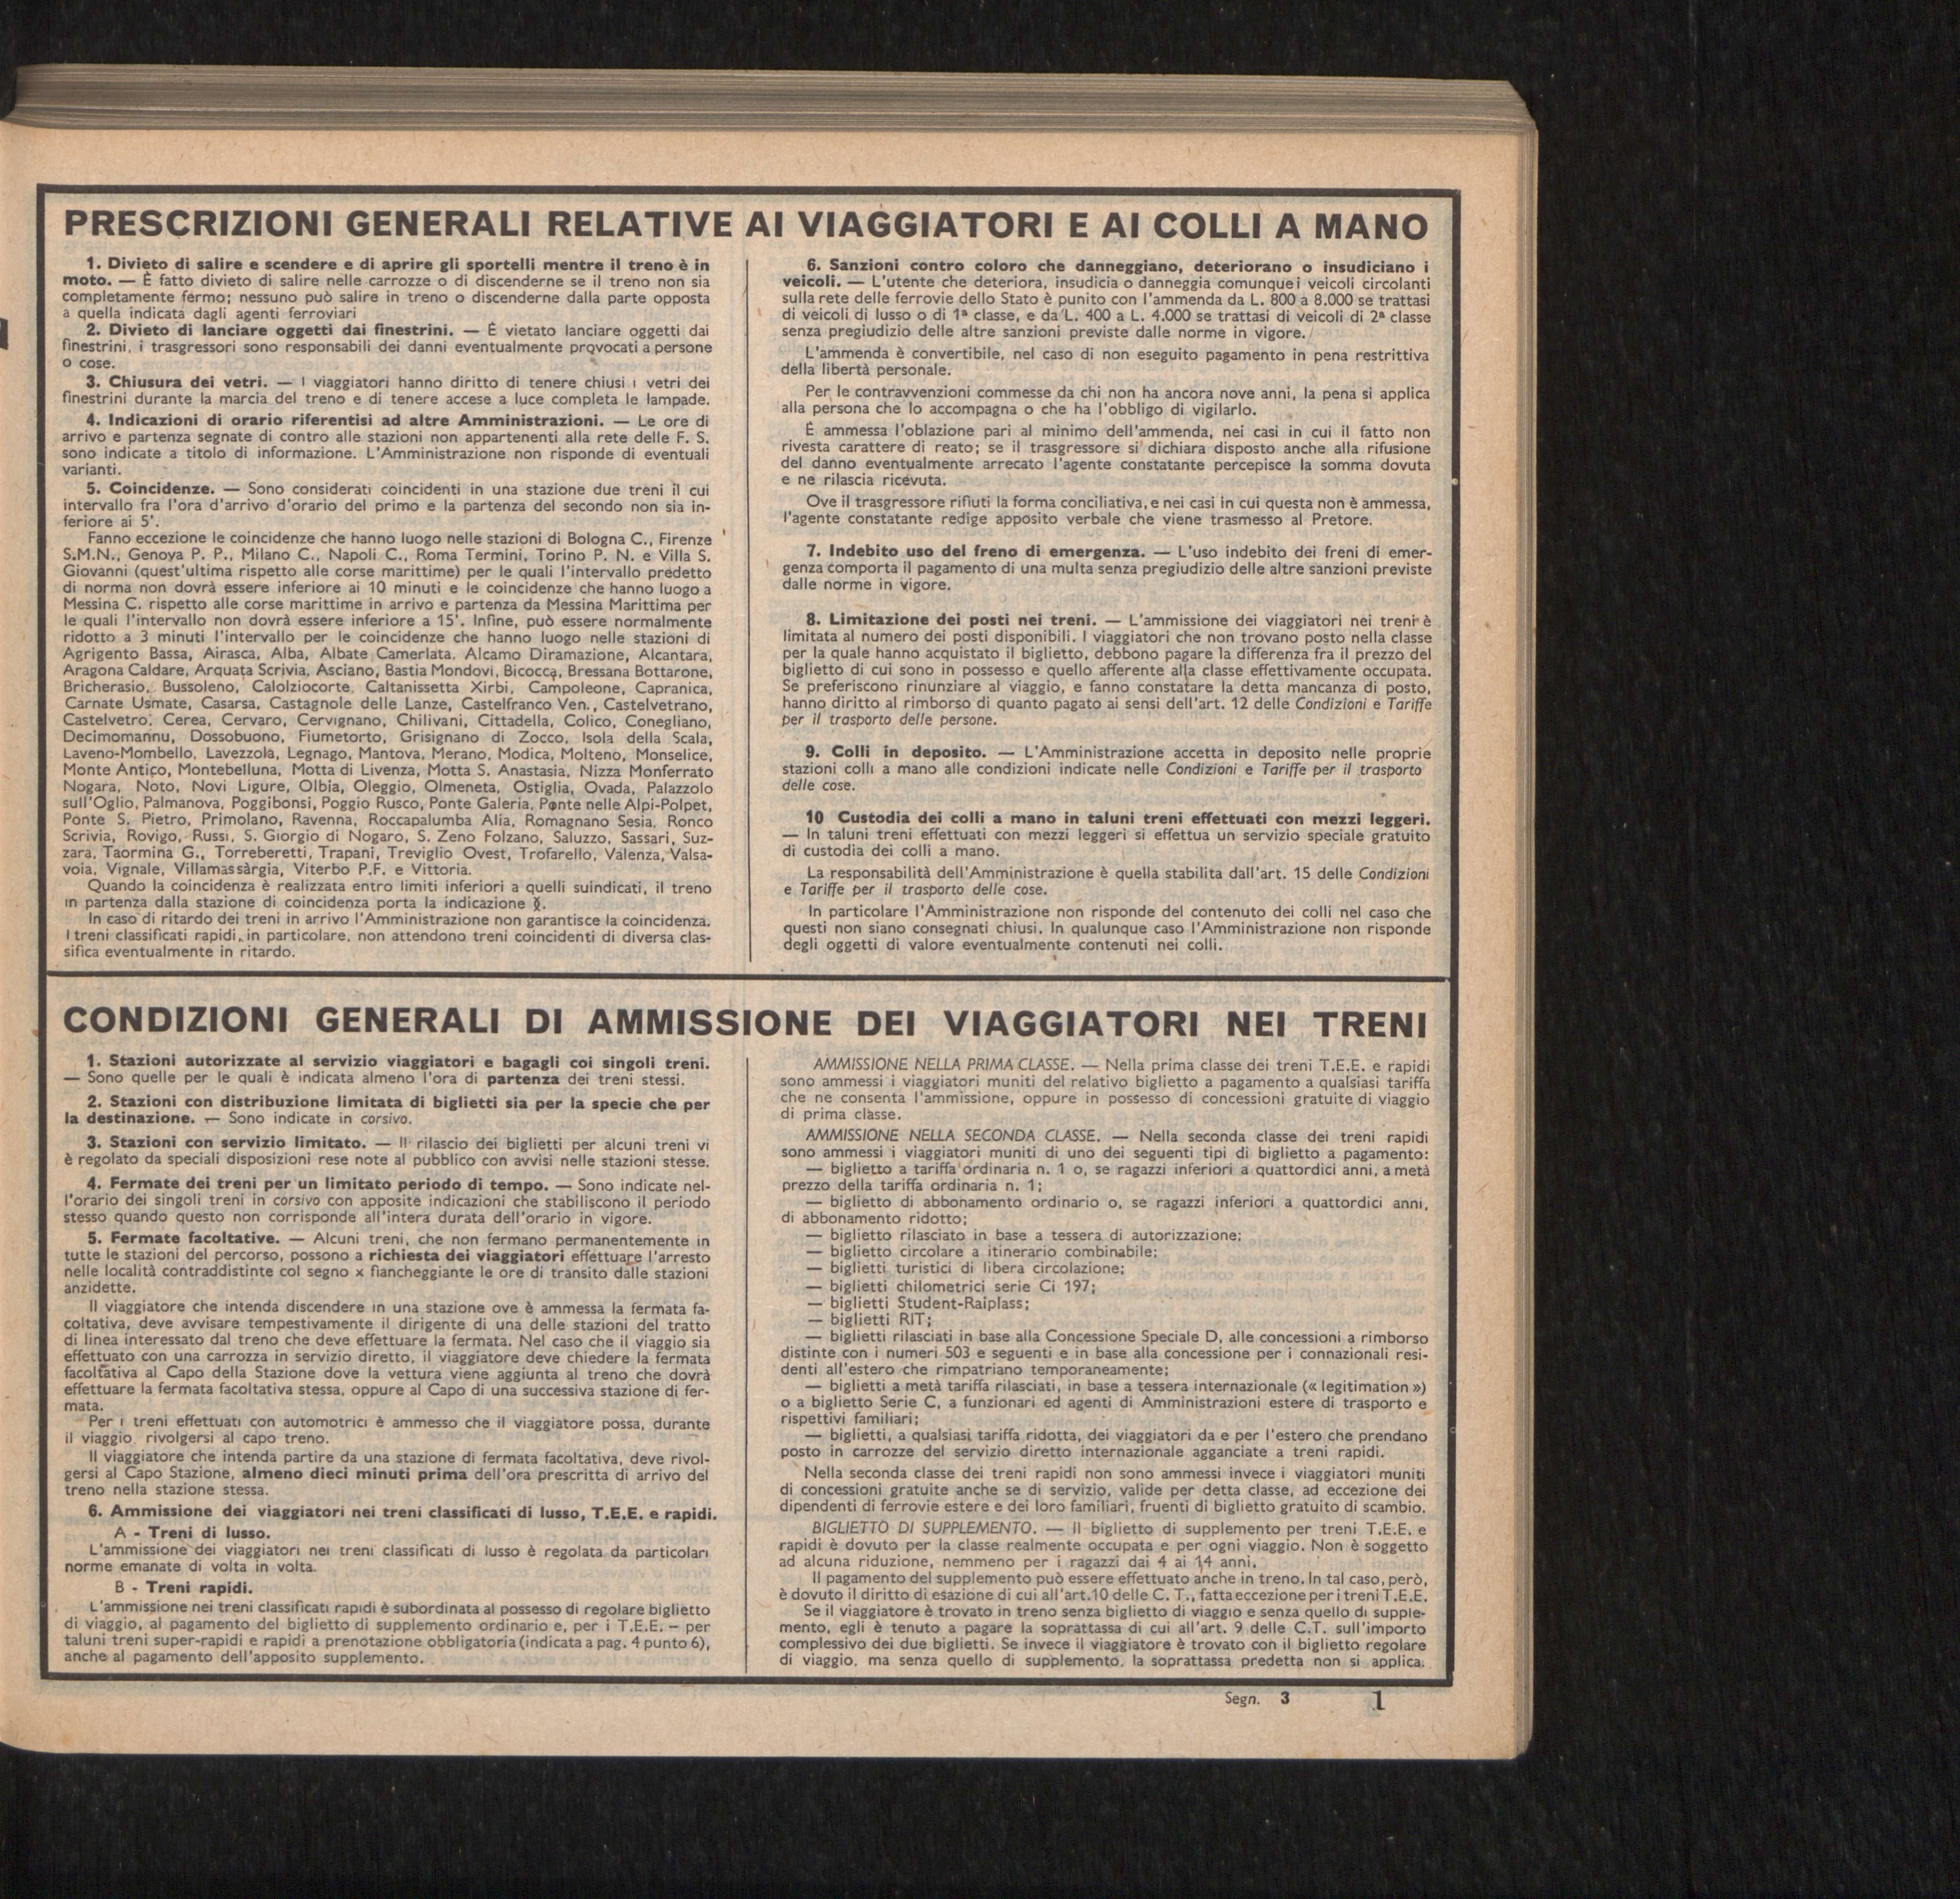 PRESCRIZIONI GENERALI RELATIVE AI VIAGGIATORI E AI COLLI A MANO
1. Divieto di salire e scendere e di aprire gli sportelli mentre il treno è in
moto. — È fatto divieto di salire nelle carrozze o di discenderne se il treno non sia
completamente fermo; nessuno può salire in treno o discenderne dalla parte opposta
a quella indicata dagli agenti ferroviari
2. Divieto di lanciare oggetti dai finestrini. — È vietato lanciare oggetti dai
finestrini, i trasgressori sono responsabili dei danni eventualmente provocati a persone
o cose.
3. Chiusura dei vetri. — I viaggiatori hanno diritto di tenere chiusi i vetri dei
finestrini durante la marcia del treno e di tenere accese a luce completa le lampade.
4. Indicazioni di orario riferentisi ad altre Amministrazioni. — Le ore di
arrivo e partenza segnate di contro alle stazioni non appartenenti alla rete delle F. S.
sono indicate a titolo di informazione. L'Amministrazione non risponde di eventuali
varianti.
5. Coincidenze. — Sono considerati coincidenti in una stazione due treni il cui
intervallo fra l'ora d'arrivo d'orario del primo e la partenza del secondo non sia in-
feriore ai 5'.
Fanno eccezione le coincidenze che hanno luogo nelle stazioni di Bologna C., Firenze
S.M.N., Genova P. P., Milano C., Napoli C., Roma Termini, Torino P. N. e Villa S.
Giovanni (quest'ultima rispetto alle corse marittime) per le quali l'intervallo predetto
di norma non dovrà essere inferiore ai 10 minuti e le coincidenze che hanno luogo a
Messina C. rispetto alle corse marittime in arrivo e partenza da Messina Marittima per
le quali l'intervallo non dovrà essere inferiore a 15'. Infine, può essere normalmente
ridotto a 3 minuti l'intervallo per le coincidenze che hanno luogo nelle stazioni di
Agrigento Bassa, Airasca, Alba, Albate Camerlata, Alcamo Diramazione, Alcantara,
Aragona Caldare, Arquata Scrivia, Asciano, Bastia Mondovi, Bicocca, Bressana Bottarone,
Bricherasio, Bussoleno, Calolziocorte, Caltanissetta Xirbi, Campoleone, Capranica,
Carnate Usmate, Casarsa, Castagnole delle Lanze, Castelfranco Ven., Castelvetrano,
Castelvetro, Cerea, Cervaro, Cervignano, Chilivani, Cittadella, Colico, Conegliano,
Decimomannu, Dossobuono, Fiumetorto, Grisignano di Zocco, Isola della Scala,
Laveno-Mombello, Lavezzola, Legnago, Mantova, Merano, Modica, Molteno, Monselice,
Monte Antico, Montebelluna, Motta di Livenza, Motta S. Anastasia, Nizza Monferrato
Nogara, Noto, Novi Ligure, Olbia, Oleggio, Olmeneta, Ostiglia, Ovada, Palazzolo
sull'Oglio, Palmanova, Poggibonsi, Poggio Rusco, Ponte Galeria, Ponte nelle Alpi-Polpet,
Ponte S. Pietro, Primolano, Ravenna, Roccapalumba Alia, Romagnano Sesia, Ronco
Scrivia, Rovigo, Russi, S. Giorgio di Nogaro, S. Zeno Folzano, Saluzzo, Sassari, Suz-
zara, Taormina G., Torreberetti, Trapani, Treviglio Ovest, Trofarello, Valenza, Valsa-
voia, Vignale, Villamassàrgia, Viterbo P.F. e Vittoria.
Quando la coincidenza è realizzata entro limiti inferiori a quelli suindicati, il treno
in partenza dalla stazione di coincidenza porta la indicazione .
In caso di ritardo dei treni in arrivo l'Amministrazione non garantisce la coincidenza.
I treni classificati rapidi, in particolare, non attendono treni coincidenti di diversa clas-
sifica eventualmente in ritardo.
6. Sanzioni contro coloro che danneggiano, deteriorano o insudiciano i
veicoli. — L'utente che deteriora, insudicia o danneggia comunque i veicoli circolanti
sulla rete delle ferrovie dello Stato è punito con l'ammenda da L. 800 a 8.000 se trattasi
di veicoli di lusso o di 1ª classe, e da L. 400 a L. 4.000 se trattasi di veicoli di 2ª classe
senza pregiudizio delle altre sanzioni previste dalle norme in vigore.
L'ammenda è convertibile, nel caso di non eseguito pagamento in pena restrittiva
della libertà personale.
Per le contravvenzioni commesse da chi non ha ancora nove anni, la pena si applica
alla persona che lo accompagna o che ha l'obbligo di vigilarlo.
È ammessa l'oblazione pari al minimo dell'ammenda, nei casi in cui il fatto non
rivesta carattere di reato; se il trasgressore si dichiara disposto anche alla rifusione
del danno eventualmente arrecato l'agente constatante percepisce la somma dovuta
e ne rilascia ricevuta.
Ove il trasgressore rifiuti la forma conciliativa, e nei casi in cui questa non è ammessa,
l'agente constatante redige apposito verbale che viene trasmesso al Pretore.
7. Indebito uso del freno di emergenza. — L'uso indebito dei freni di emer-
genza comporta il pagamento di una multa senza pregiudizio delle altre sanzioni previste
dalle norme in vigore.
8. Limitazione dei posti nei treni. — L'ammissione dei viaggiatori nei treni è
limitata al numero dei posti disponibili. I viaggiatori che non trovano posto nella classe
per la quale hanno acquistato il biglietto, debbono pagare la differenza fra il prezzo del
biglietto di cui sono in possesso e quello afferente alla classe effettivamente occupata.
Se preferiscono rinunziare al viaggio, e fanno constatare la detta mancanza di posto,
hanno diritto al rimborso di quanto pagato ai sensi dell'art. 12 delle Condizioni e Tariffe
per il trasporto delle persone.
9. Colli in deposito. — L'Amministrazione accetta in deposito nelle proprie
stazioni colli a mano alle condizioni indicate nelle Condizioni e Tariffe per il trasporto
delle cose.
10 Custodia dei colli a mano in taluni treni effettuati con mezzi leggeri.
— In taluni treni effettuati con mezzi leggeri si effettua un servizio speciale gratuito
di custodia dei colli a mano.
La responsabilità dell'Amministrazione è quella stabilita dall'art. 15 delle Condizioni
e Tariffe per il trasporto delle cose.
In particolare l'Amministrazione non risponde del contenuto dei colli nel caso che
questi non siano consegnati chiusi. In qualunque caso l'Amministrazione non risponde
degli oggetti di valore eventualmente contenuti nei colli.
CONDIZIONI GENERALI DI AMMISSIONE DEI VIAGGIATORI NEI TRENI
1. Stazioni autorizzate al servizio viaggiatori e bagagli coi singoli treni.
— Sono quelle per le quali è indicata almeno l'ora di partenza dei treni stessi.
2. Stazioni con distribuzione limitata di biglietti sia per la specie che per
la destinazione. — Sono indicate in corsivo.
3. Stazioni con servizio limitato. — Il rilascio dei biglietti per alcuni treni vi
è regolato da speciali disposizioni rese note al pubblico con avvisi nelle stazioni stesse.
4. Fermate dei treni per un limitato periodo di tempo. — Sono indicate nel-
l'orario dei singoli treni in corsivo con apposite indicazioni che stabiliscono il periodo
stesso quando questo non corrisponde all'intera durata dell'orario in vigore.
5. Fermate facoltative. — Alcuni treni, che non fermano permanentemente in
tutte le stazioni del percorso, possono a richiesta dei viaggiatori effettuare l'arresto
nelle località contraddistinte col segno x fiancheggiante le ore di transito dalle stazioni
anzidette.
Il viaggiatore che intenda discendere in una stazione ove è ammessa la fermata fa-
coltativa, deve avvisare tempestivamente il dirigente di una delle stazioni del tratto
di linea interessato dal treno che deve effettuare la fermata. Nel caso che il viaggio sia
effettuato con una carrozza in servizio diretto, il viaggiatore deve chiedere la fermata
facoltativa al Capo della Stazione dove la vettura viene aggiunta al treno che dovrà
effettuare la fermata facoltativa stessa, oppure al Capo di una successiva stazione di fer-
mata.
Per i treni effettuati con automotrici è ammesso che il viaggiatore possa, durante
il viaggio, rivolgersi al capo treno.
Il viaggiatore che intenda partire da una stazione di fermata facoltativa, deve rivol-
gersi al Capo Stazione, almeno dieci minuti prima dell'ora prescritta di arrivo del
treno nella stazione stessa.
6. Ammissione dei viaggiatori nei treni classificati di lusso, T.E.E. e rapidi.
A - Treni di lusso.
L'ammissione dei viaggiatori nei treni classificati di lusso è regolata da particolari
norme emanate di volta in volta.
B - Treni rapidi.
L'ammissione nei treni classificati rapidi è subordinata al possesso di regolare biglietto
di viaggio, al pagamento del biglietto di supplemento ordinario e, per i T.E.E. – per
taluni treni super-rapidi e rapidi a prenotazione obbligatoria (indicata a pag. 4 punto 6),
anche al pagamento dell'apposito supplemento.
AMMISSIONE NELLA PRIMA CLASSE. — Nella prima classe dei treni T.E.E. e rapidi
sono ammessi i viaggiatori muniti del relativo biglietto a pagamento a qualsiasi tariffa
che ne consenta l'ammissione, oppure in possesso di concessioni gratuite di viaggio
di prima classe.
AMMISSIONE NELLA SECONDA CLASSE. — Nella seconda classe dei treni rapidi
sono ammessi i viaggiatori muniti di uno dei seguenti tipi di biglietto a pagamento:
— biglietto a tariffa ordinaria n. 1 o, se ragazzi inferiori a quattordici anni, a metà
prezzo della tariffa ordinaria n. 1;
— biglietto di abbonamento ordinario o, se ragazzi inferiori a quattordici anni,
di abbonamento ridotto;
— biglietto rilasciato in base a tessera di autorizzazione;
— biglietto circolare a itinerario combinabile;
— biglietti turistici di libera circolazione;
— biglietti chilometrici serie Ci 197;
— biglietti Student-Raiplass;
— biglietti RIT;
— biglietti rilasciati in base alla Concessione Speciale D, alle concessioni a rimborso
distinte con i numeri 503 e seguenti e in base alla concessione per i connazionali resi-
denti all'estero che rimpatriano temporaneamente;
— biglietti a metà tariffa rilasciati, in base a tessera internazionale (« legitimation »)
o a biglietto Serie C, a funzionari ed agenti di Amministrazioni estere di trasporto e
rispettivi familiari;
— biglietti, a qualsiasi tariffa ridotta, dei viaggiatori da e per l'estero che prendano
posto in carrozze del servizio diretto internazionale agganciate a treni rapidi.
Nella seconda classe dei treni rapidi non sono ammessi invece i viaggiatori muniti
di concessioni gratuite anche se di servizio, valide per detta classe, ad eccezione dei
dipendenti di ferrovie estere e dei loro familiari, fruenti di biglietto gratuito di scambio.
BIGLIETTO DI SUPPLEMENTO. — Il biglietto di supplemento per treni T.E.E. e
rapidi è dovuto per la classe realmente occupata e per ogni viaggio. Non è soggetto
ad alcuna riduzione, nemmeno per i ragazzi dai 4 ai 14 anni.
Il pagamento del supplemento può essere effettuato anche in treno. In tal caso, però,
è dovuto il diritto di esazione di cui all'art.10 delle C. T., fatta eccezione per i treni T.E.E.
Se il viaggiatore è trovato in treno senza biglietto di viaggio e senza quello di supple-
mento, egli è tenuto a pagare la soprattassa di cui all'art. 9 delle C.T. sull'importo
complessivo dei due biglietti. Se invece il viaggiatore è trovato con il biglietto regolare
di viaggio, ma senza quello di supplemento, la soprattassa predetta non si applica.
Segn. 3
1